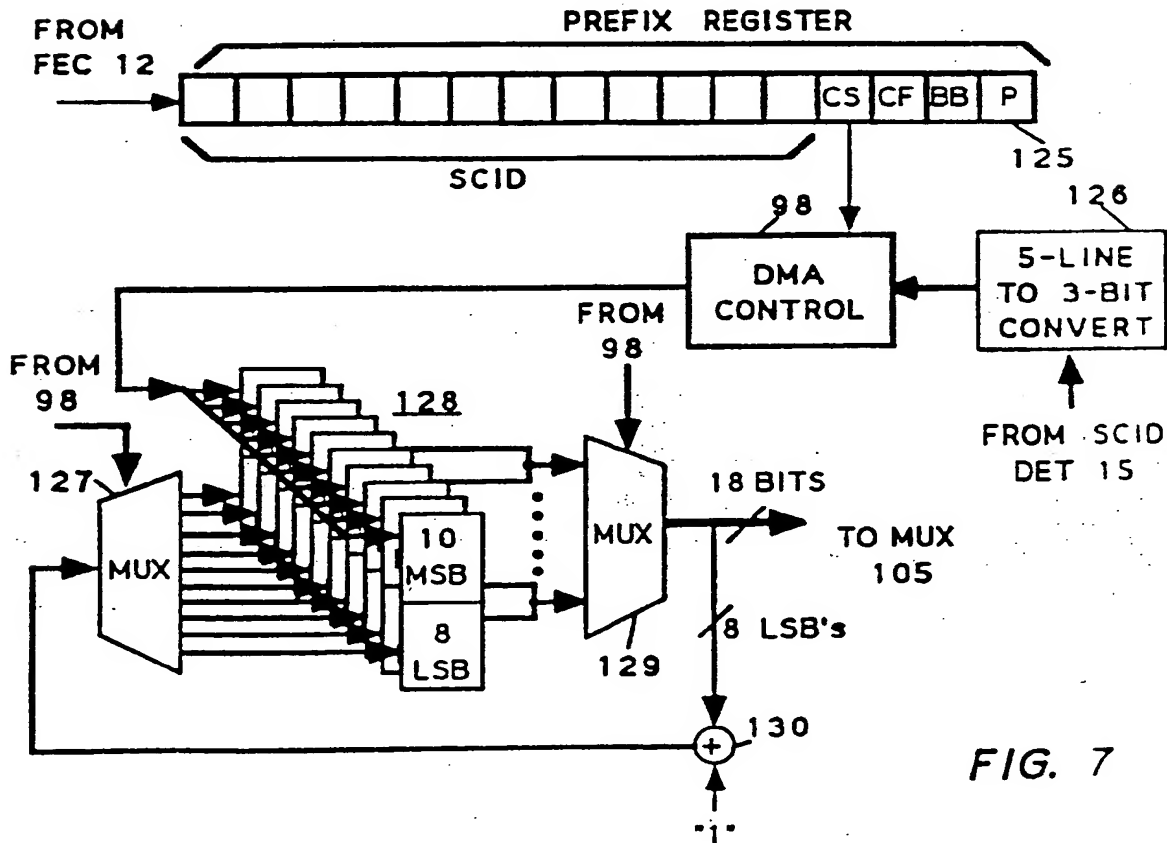 PREFIX REGISTER
FROM
FEC 12
CS CF BB P
SCID
125
126
98
5-LINE
TO 3-BIT
CONVERT
DMA
CONTROL
FROM
98
FROM
98
128
FROM SCID
DET 15
127
18 BITS
MUX
10
MSB
MUX
TO MUX
105
8
LSB
8 LSB's
129
130
+
FIG. 7
"1"